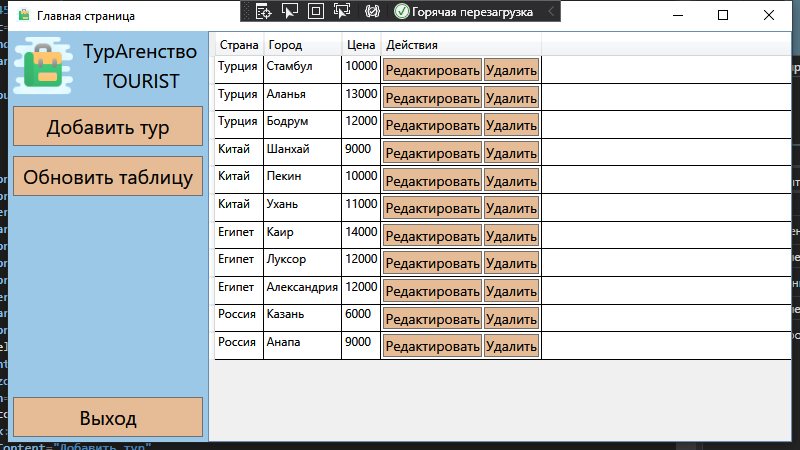 Главная страница
Горячая перезагрузка
ТурАгенство
TOURIST
Добавить тур
Обновить таблицу
Выход
Страна Город Цена Действия
Турция Стамбул 10000 Редактировать Удалить
Турция Аланья 13000 Редактировать Удалить
Турция Бодрум 12000 Редактировать Удалить
Китай Шанхай 9000 Редактировать Удалить
Китай Пекин 10000 Редактировать Удалить
Китай Ухань 11000 Редактировать Удалить
Египет Каир 14000 Редактировать Удалить
Египет Луксор 12000 Редактировать Удалить
Египет Александрия 12000 Редактировать Удалить
Россия Казань 6000 Редактировать Удалить
Россия Анапа 9000 Редактировать Удалить
Content="Добавить тур"